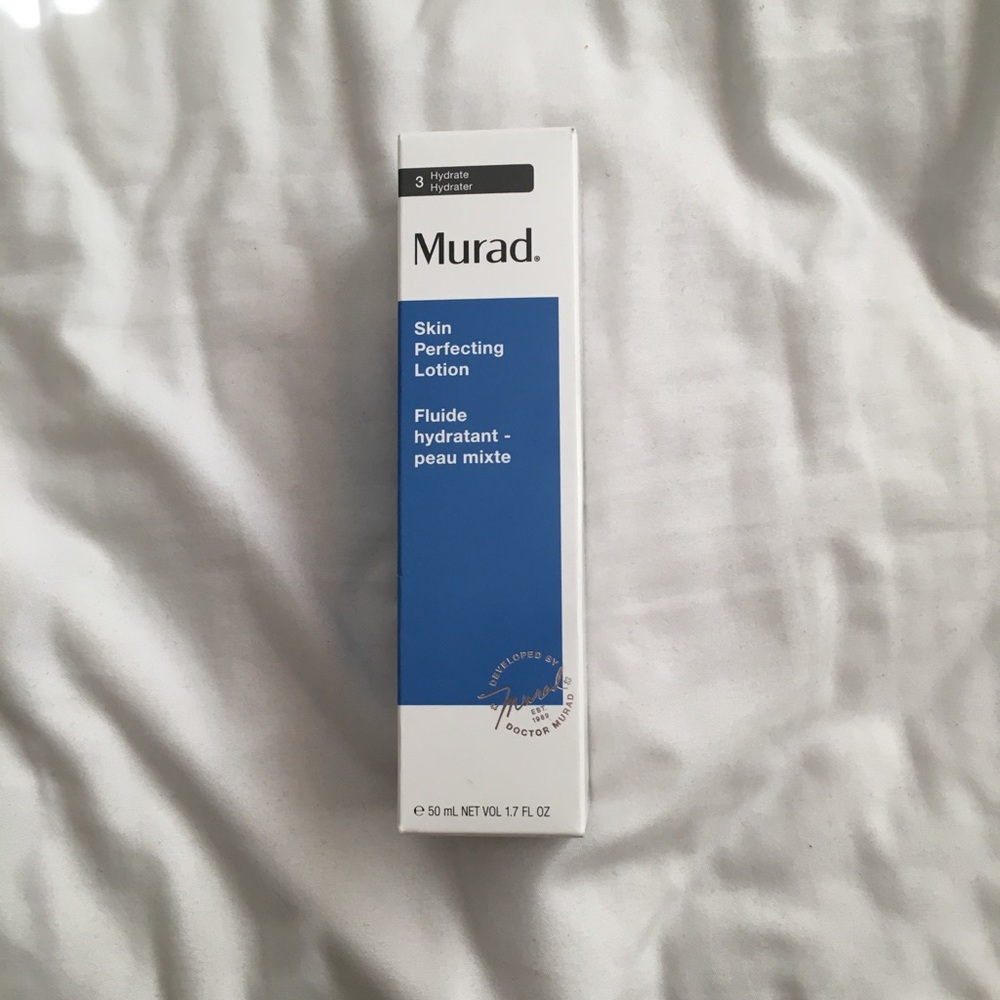 3 Hydrate
Hydrater
Murad®
Skin
Perfecting
Lotion
Fluide
hydratant -
peau mixte
DEVELOPED BY
Murad
EST.
1989
DOCTOR MURAD
℮ 50 mL NET VOL 1.7 FL OZ